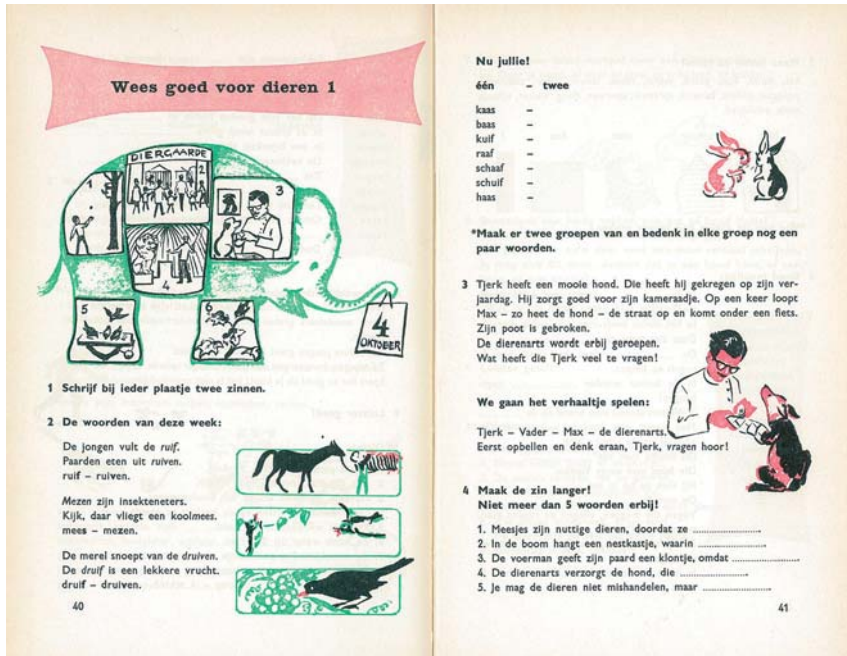 Wees goed voor dieren 1
DIERGAARDE
1
2
3
4
5
6
4
OKTOBER
1 Schrijf bij ieder plaatje twee zinnen.
2 De woorden van deze week:
De jongen vult de ruif.
Paarden eten uit ruiven.
ruif – ruiven.
Mezen zijn insekteneters.
Kijk, daar vliegt een koolmees.
mees – mezen.
De merel snoept van de druiven.
De druif is een lekkere vrucht.
druif – druiven.
40
Nu jullie!
één – twee
kaas –
baas –
kuif –
raaf –
schaaf –
schuif –
haas –
*Maak er twee groepen van en bedenk in elke groep nog een
paar woorden.
3 Tjerk heeft een mooie hond. Die heeft hij gekregen op zijn ver-
jaardag. Hij zorgt goed voor zijn kameraadje. Op een keer loopt
Max – zo heet de hond – de straat op en komt onder een fiets.
Zijn poot is gebroken.
De dierenarts wordt erbij geroepen.
Wat heeft die Tjerk veel te vragen!
We gaan het verhaaltje spelen:
Tjerk – Vader – Max – de dierenarts.
Eerst opbellen en denk eraan, Tjerk, vragen hoor!
4 Maak de zin langer!
Niet meer dan 5 woorden erbij!
1. Meesjes zijn nuttige dieren, doordat ze ....................
2. In de boom hangt een nestkastje, waarin ....................
3. De voerman geeft zijn paard een klontje, omdat ....................
4. De dierenarts verzorgt de hond, die ....................
5. Je mag de dieren niet mishandelen, maar ....................
41